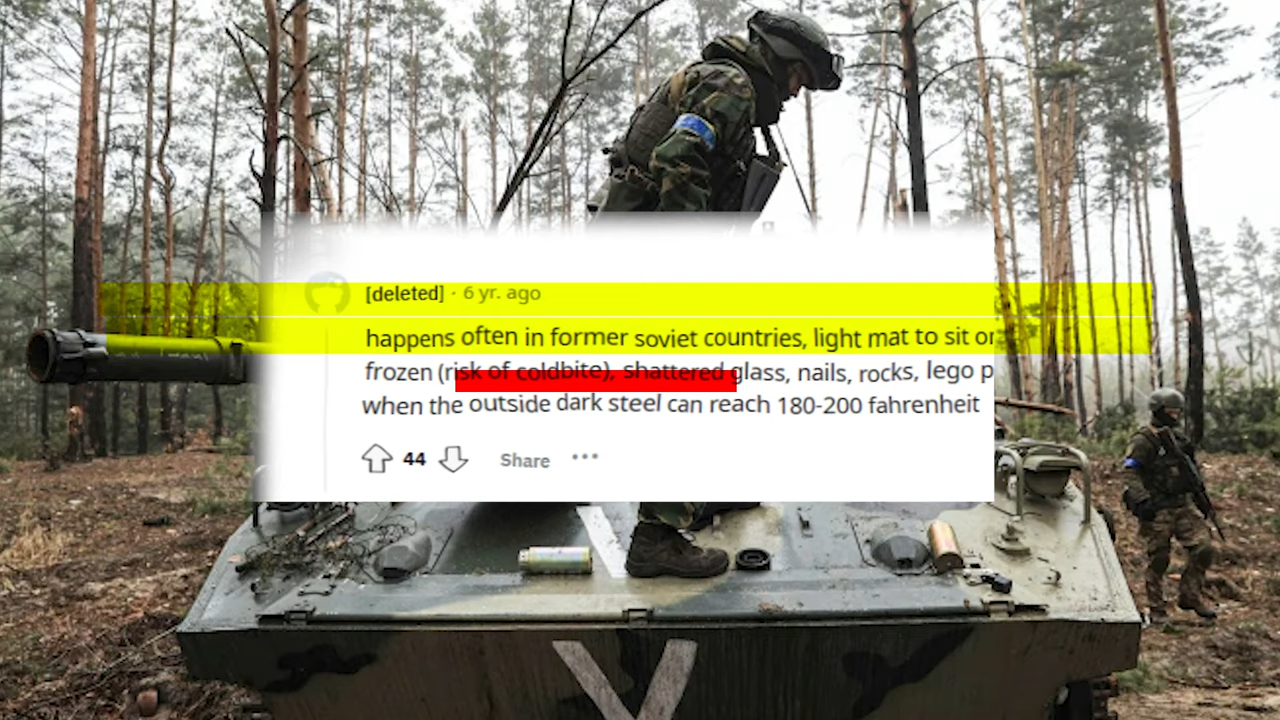 [deleted] · 6 yr. ago
happens often in former soviet countries, light mat to sit on
frozen (risk of coldbite), shattered glass, nails, rocks, lego p
when the outside dark steel can reach 180-200 fahrenheit
44 Share •••
V